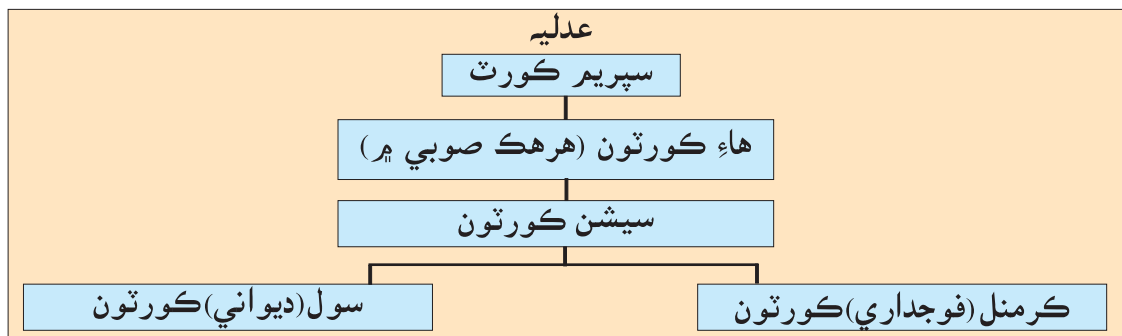 عدليه
سپريم ڪورٽ
هاءِ ڪورٽون (هرهڪ صوبي ۾)
سيشن ڪورٽون
ڪرمنل(فوجداري)ڪورٽون
سول(ديواني)ڪورٽون